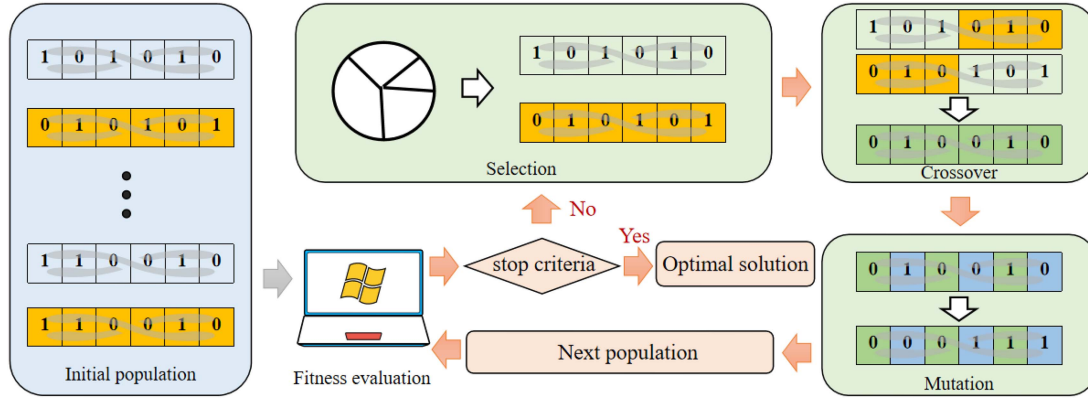 1 0 1 0 1 0
0 1 0 1 0 1
1 1 0 0 1 0
1 1 0 0 1 0
Initial population
1 0 1 0 1 0
0 1 0 1 0 1
Selection
1 0 1 0 1 0
0 1 0 1 0 1
0 1 0 0 1 0
Crossover
No
Yes
stop criteria
Optimal solution
Fitness evaluation
Next population
0 1 0 0 1 0
0 0 0 1 1 1
Mutation